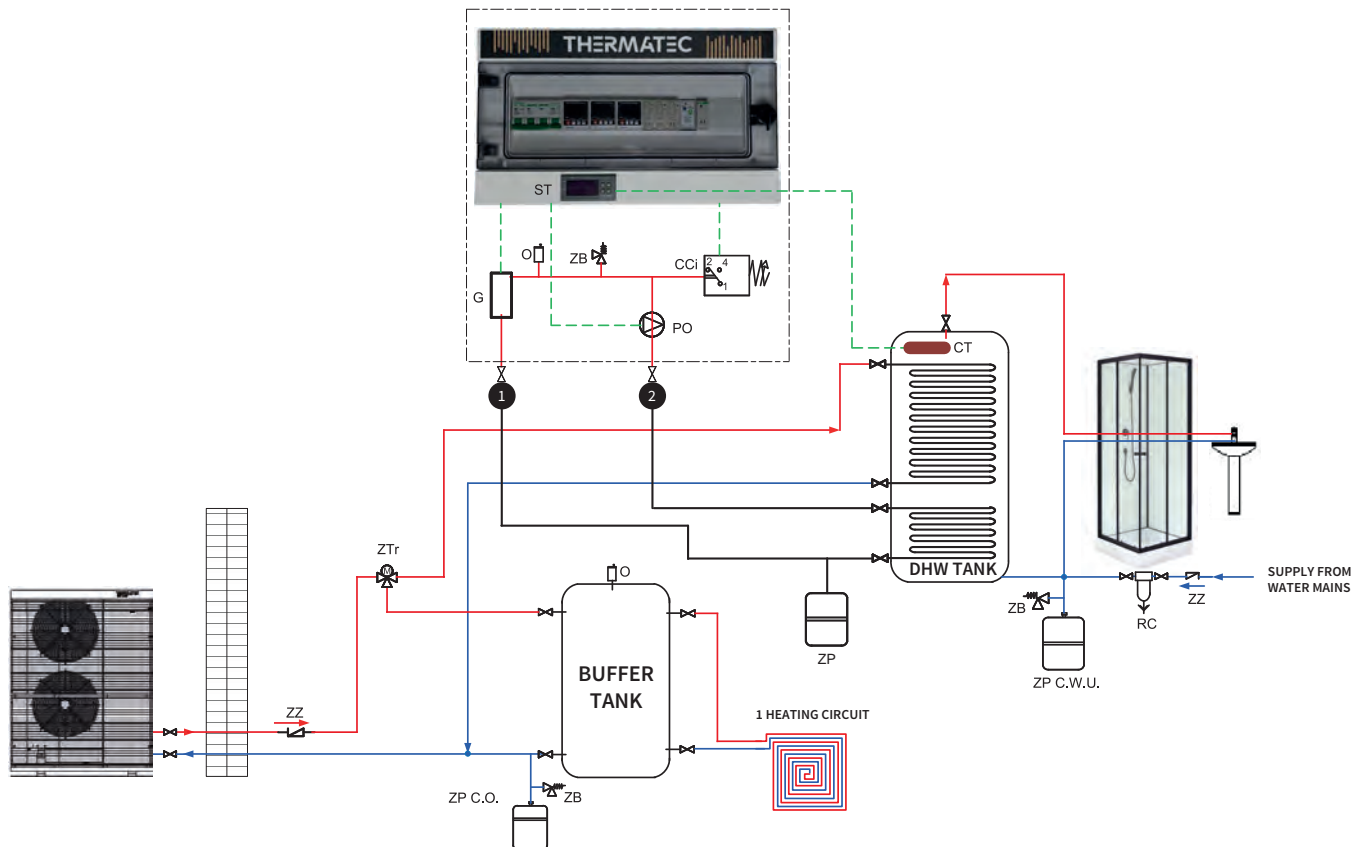 THERMATEC
ST
O
ZB
CCi
2 4
1
G
PO
CT
1
2
ZTr
M
O
DHW TANK
SUPPLY FROM
WATER MAINS
ZZ
ZB
RC
ZP
BUFFER
TANK
ZP C.W.U.
ZZ
1 HEATING CIRCUIT
ZP C.O.
ZB